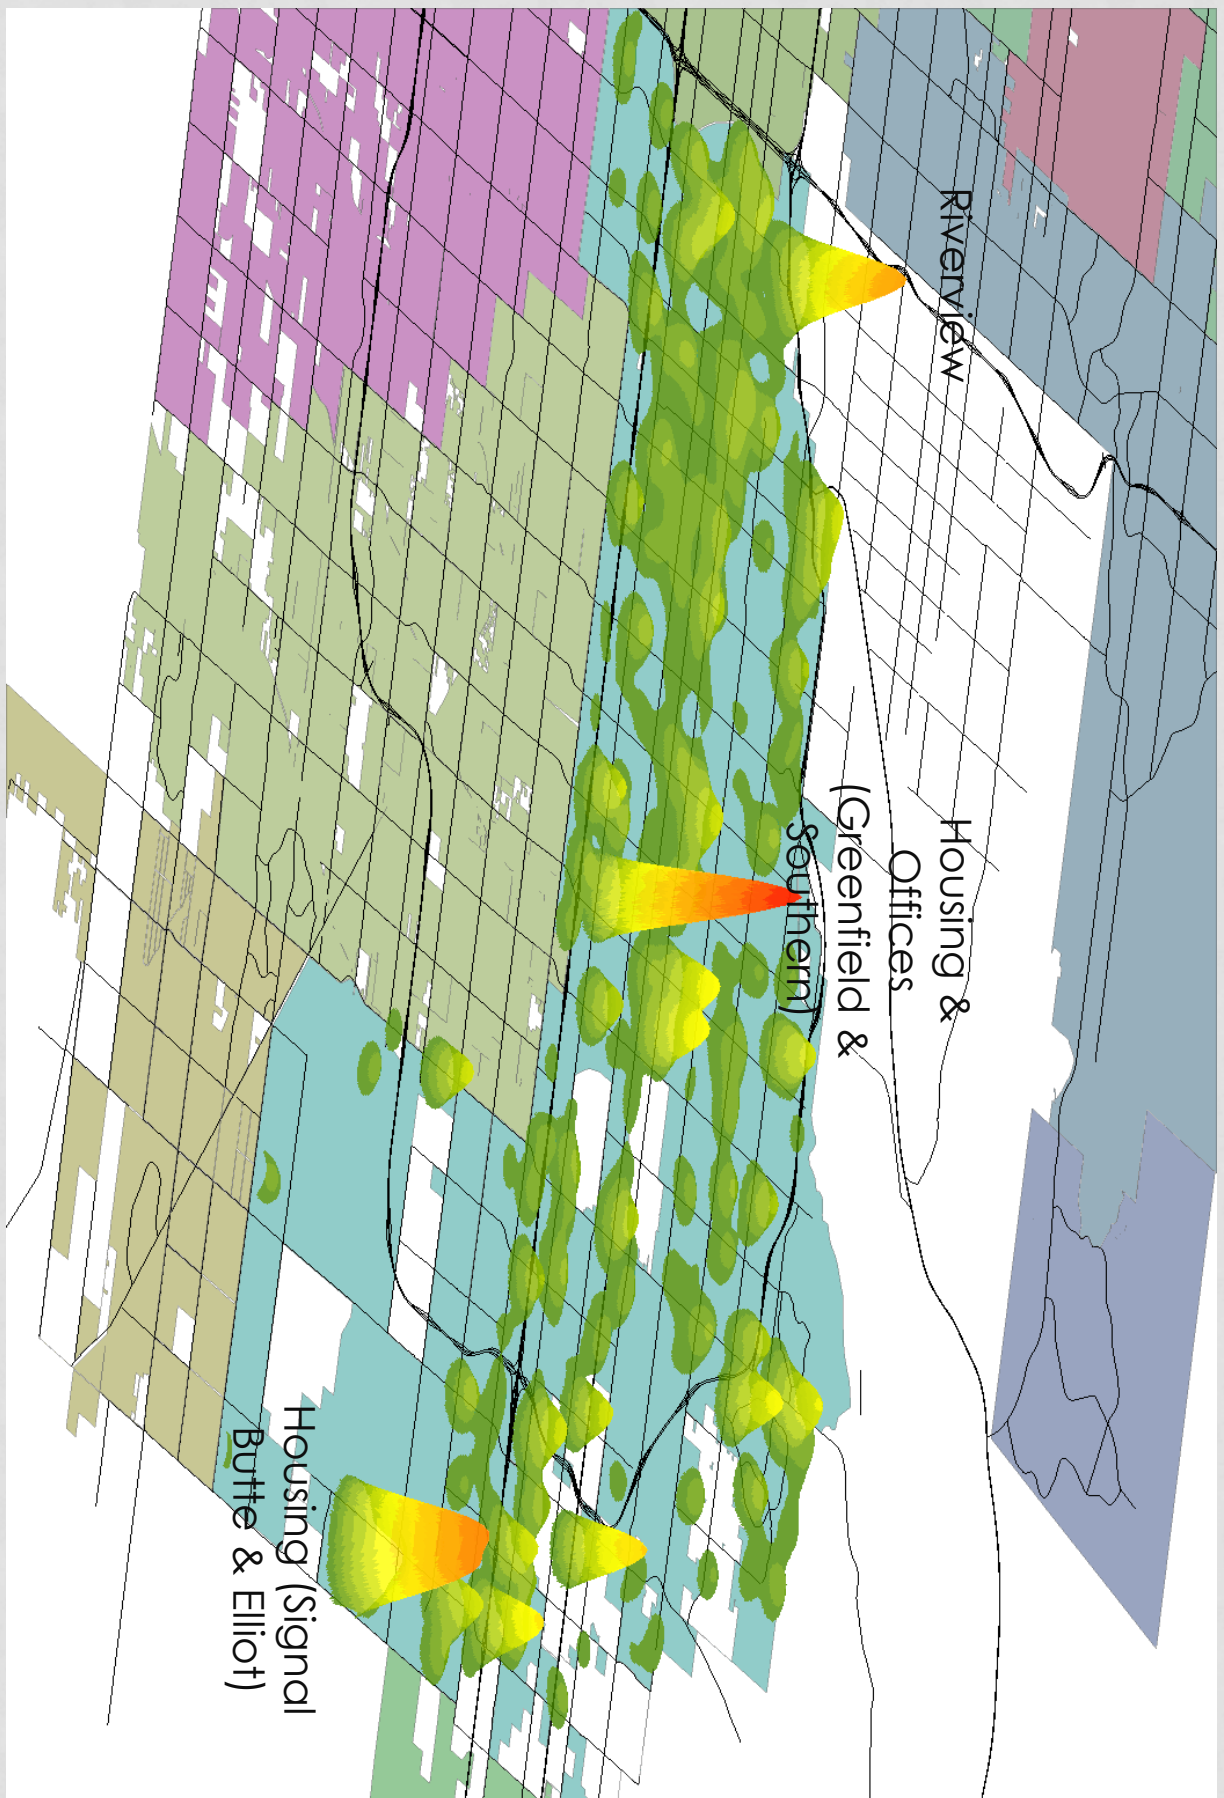 Riverview
Housing &
Offices
(Greenfield &
Southern)
Housing (Signal
Butte & Elliot)